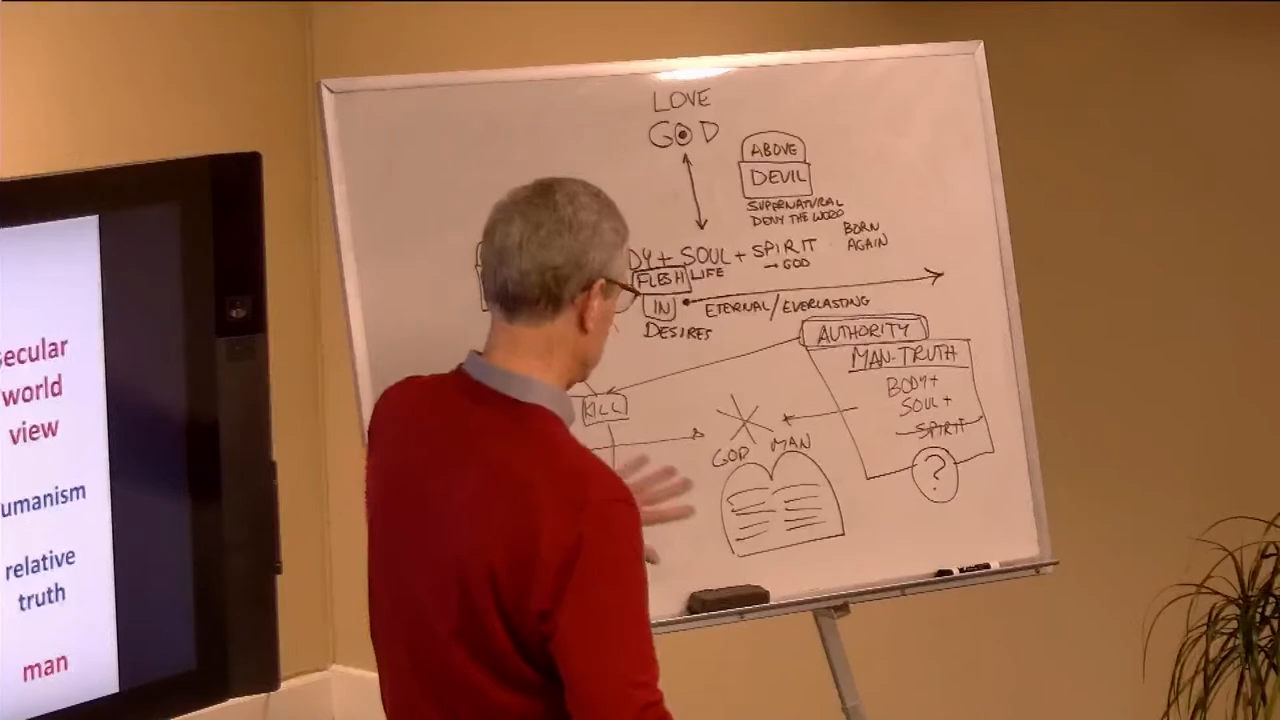 ecular
world
view
umanism
relative
truth
man
LOVE
GOD
ABOVE
DEVIL
SUPERNATURAL
DENY THE WORD
BORN
AGAIN
DY + SOUL + SPIRIT
FLESH LIFE → GOD
IN
ETERNAL/EVERLASTING
DESIRES
AUTHORITY
MAN-TRUTH
BODY +
SOUL +
SPIRIT
?
KILL
GOD MAN